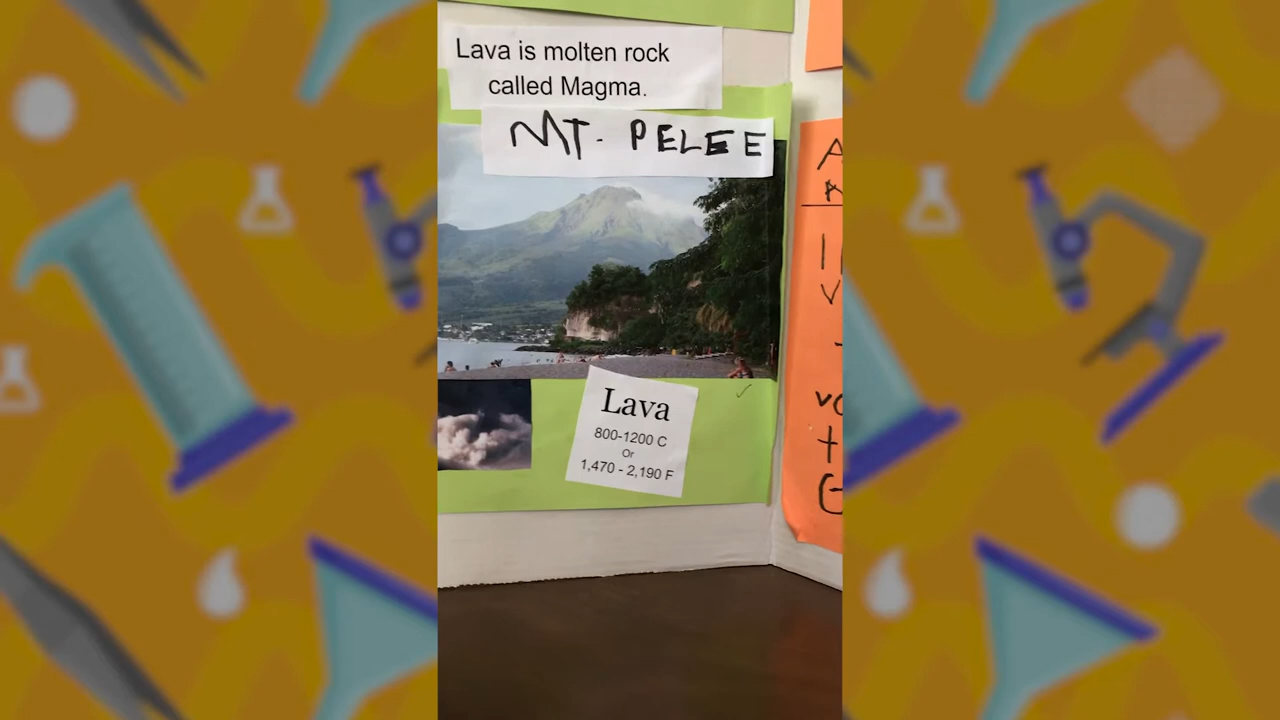 Lava is molten rock
called Magma.
MT. PELEE
Lava
800-1200 C
Or
1,470 - 2,190 F